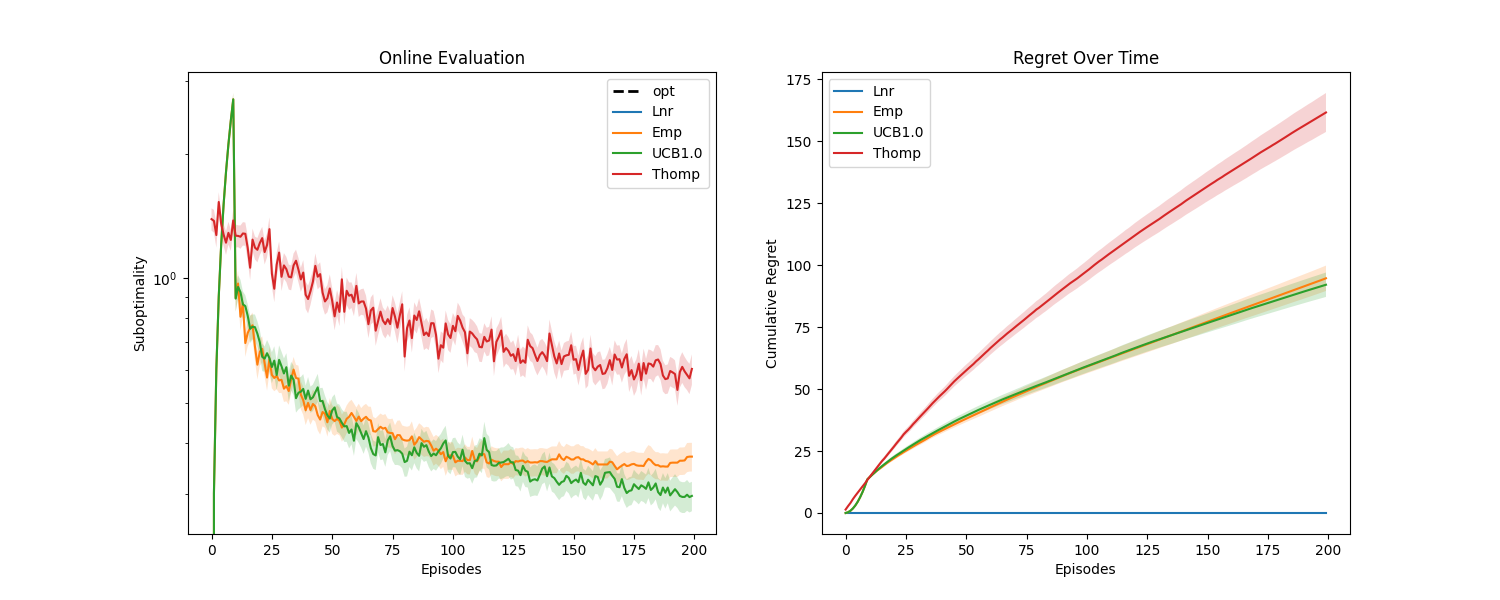 Online Evaluation
Suboptimality
10⁰
opt
Lnr
Emp
UCB1.0
Thomp
0 25 50 75 100 125 150 175 200
Episodes
Regret Over Time
Cumulative Regret
175
150
125
100
75
50
25
0
Lnr
Emp
UCB1.0
Thomp
0 25 50 75 100 125 150 175 200
Episodes